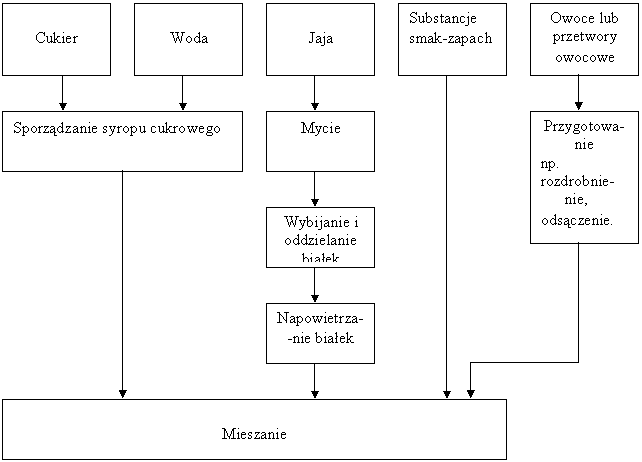 Cukier
Woda
Jaja
Substancje
smak-zapach
Owoce lub
przetwory
owocowe
Sporządzanie syropu cukrowego
Mycie
Przygotowa-
nie
np.
rozdrobnie-
nie,
odsączenie.
Wybijanie i
oddzielanie
białek
Napowietrza-
-nie białek
Mieszanie